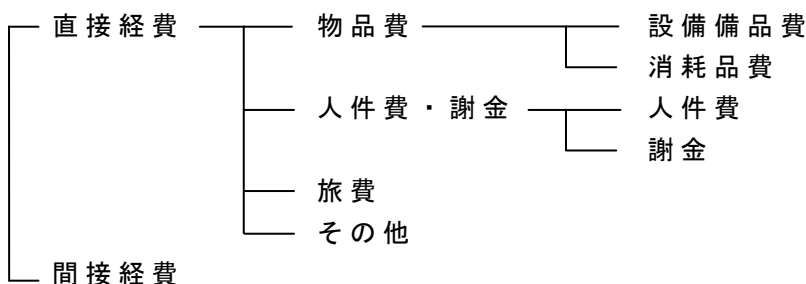 直接経費 物品費 設備備品費
消耗品費
人件費・謝金 人件費
謝金
旅費
その他
間接経費